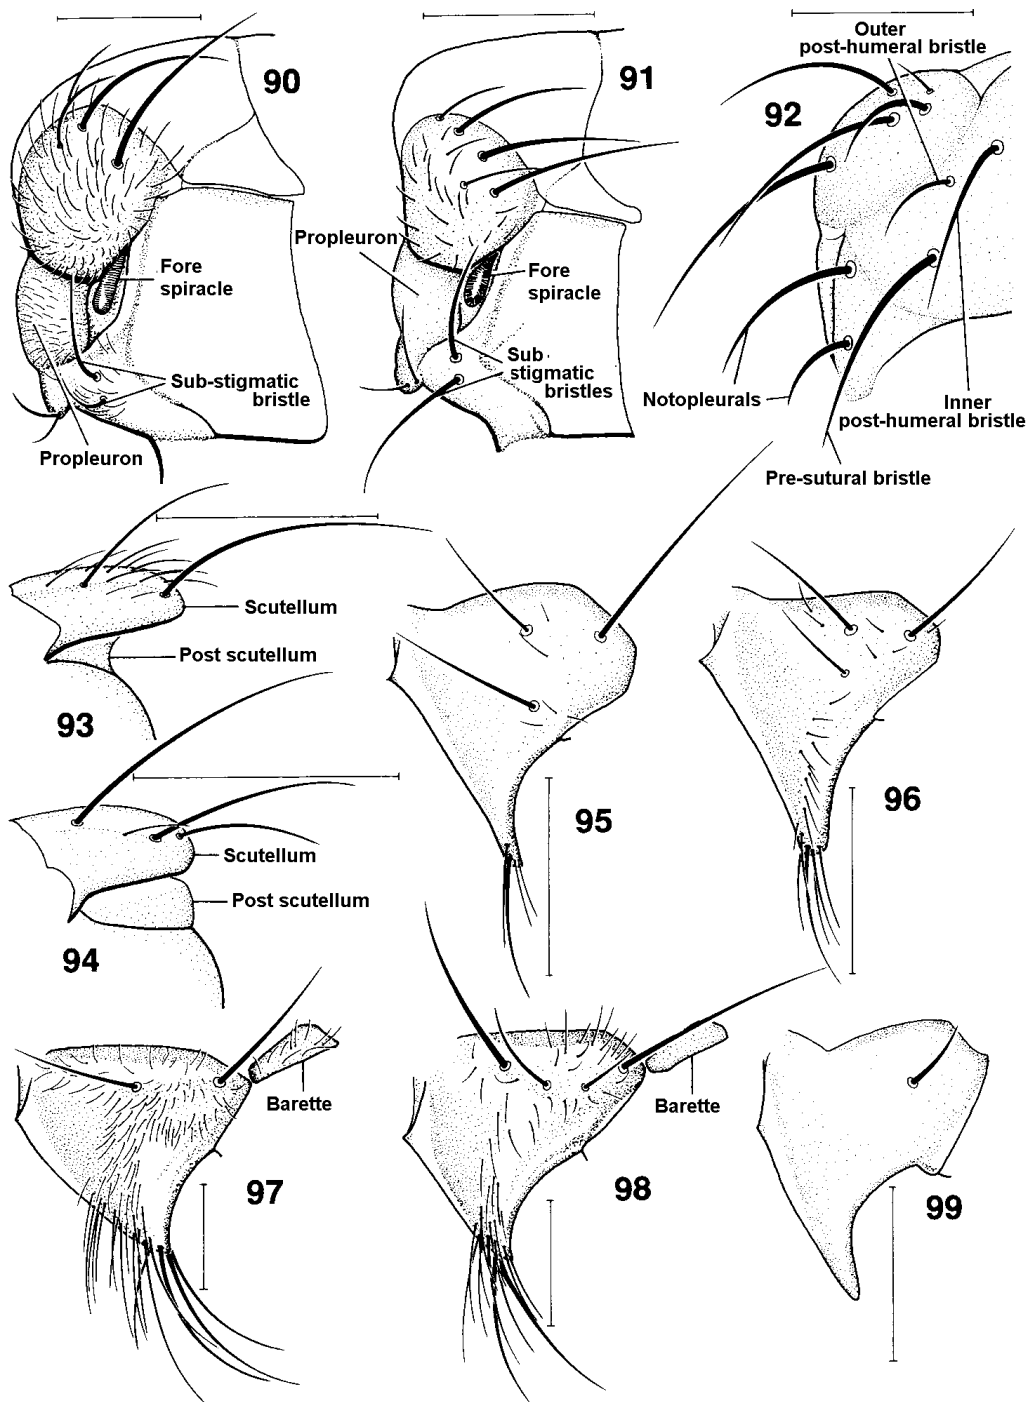 90
Fore
spiracle
Sub-stigmatic
bristle
Propleuron
91
Propleuron
Fore
spiracle
Sub
stigmatic
bristles
92
Outer
post-humeral bristle
Notopleurals
Inner
post-humeral bristle
Pre-sutural bristle
93
Scutellum
Post scutellum
94
Scutellum
Post scutellum
95
96
97
Barette
98
Barette
99